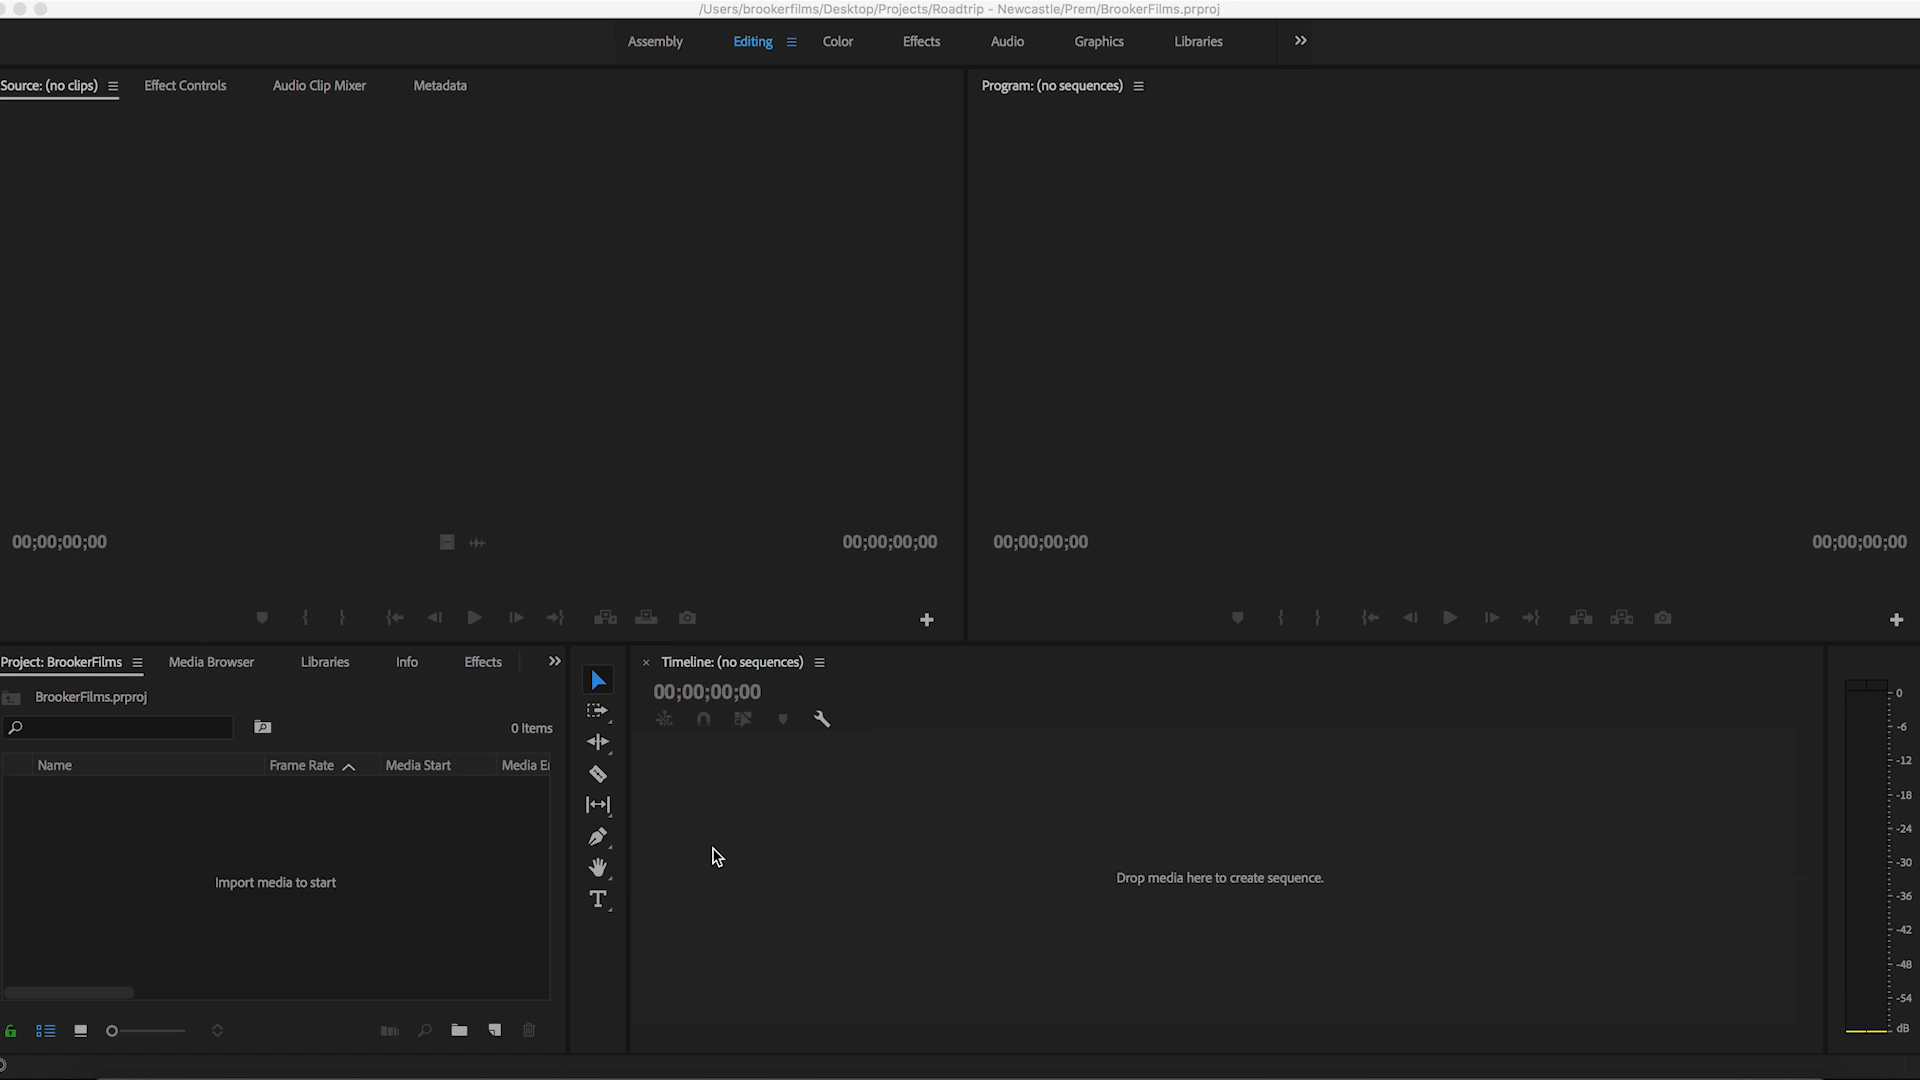 /Users/brookerfilms/Desktop/Projects/Roadtrip - Newcastle/Prem/BrookerFilms.prproj
Assembly Editing Color Effects Audio Graphics Libraries
Source: (no clips) Effect Controls Audio Clip Mixer Metadata
Program: (no sequences)
00;00;00;00 00;00;00;00
00;00;00;00 00;00;00;00
Project: BrookerFilms Media Browser Libraries Info Effects
BrookerFilms.prproj
0 Items
Name Frame Rate Media Start Media E
Import media to start
Timeline: (no sequences)
00;00;00;00
Drop media here to create sequence.
0
-6
-12
-18
-24
-30
-36
-42
-48
-54
dB